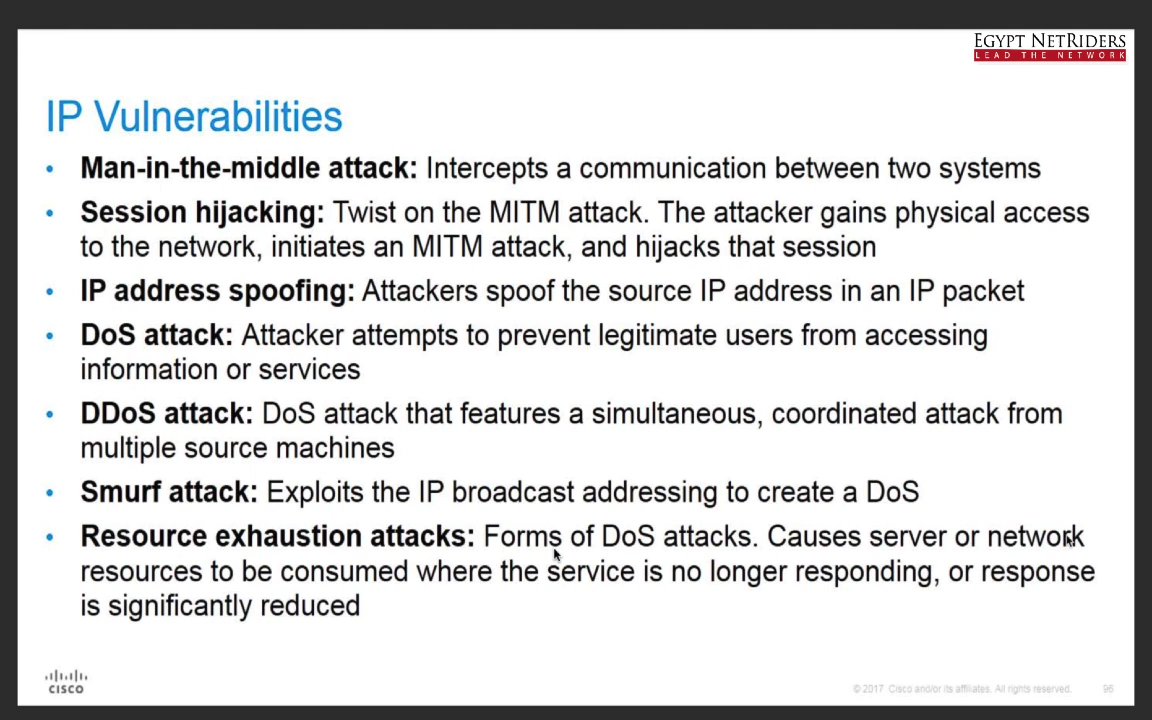 EGYPT NETRIDERS
LEAD THE NETWORK
IP Vulnerabilities
• Man-in-the-middle attack: Intercepts a communication between two systems
• Session hijacking: Twist on the MITM attack. The attacker gains physical access
to the network, initiates an MITM attack, and hijacks that session
• IP address spoofing: Attackers spoof the source IP address in an IP packet
• DoS attack: Attacker attempts to prevent legitimate users from accessing
information or services
• DDoS attack: DoS attack that features a simultaneous, coordinated attack from
multiple source machines
• Smurf attack: Exploits the IP broadcast addressing to create a DoS
• Resource exhaustion attacks: Forms of DoS attacks. Causes server or network
resources to be consumed where the service is no longer responding, or response
is significantly reduced
CISCO
© 2017 Cisco and/or its affiliates. All rights reserved. 96